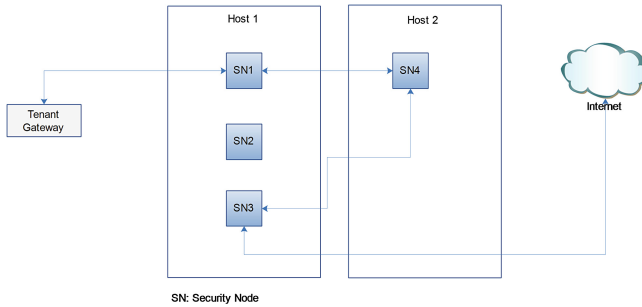 Host 1
Host 2
SN1
SN4
Tenant
Gateway
Internet
SN2
SN3
SN: Security Node